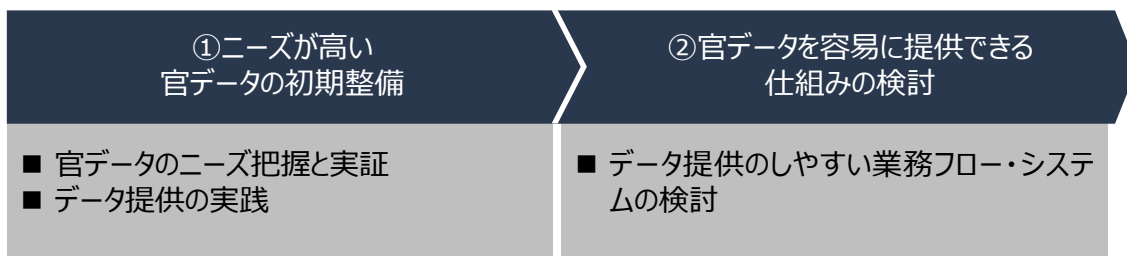 ①ニーズが高い
官データの初期整備
②官データを容易に提供できる
仕組みの検討
■ 官データのニーズ把握と実証
■ データ提供の実践
■ データ提供のしやすい業務フロー・システ
ムの検討